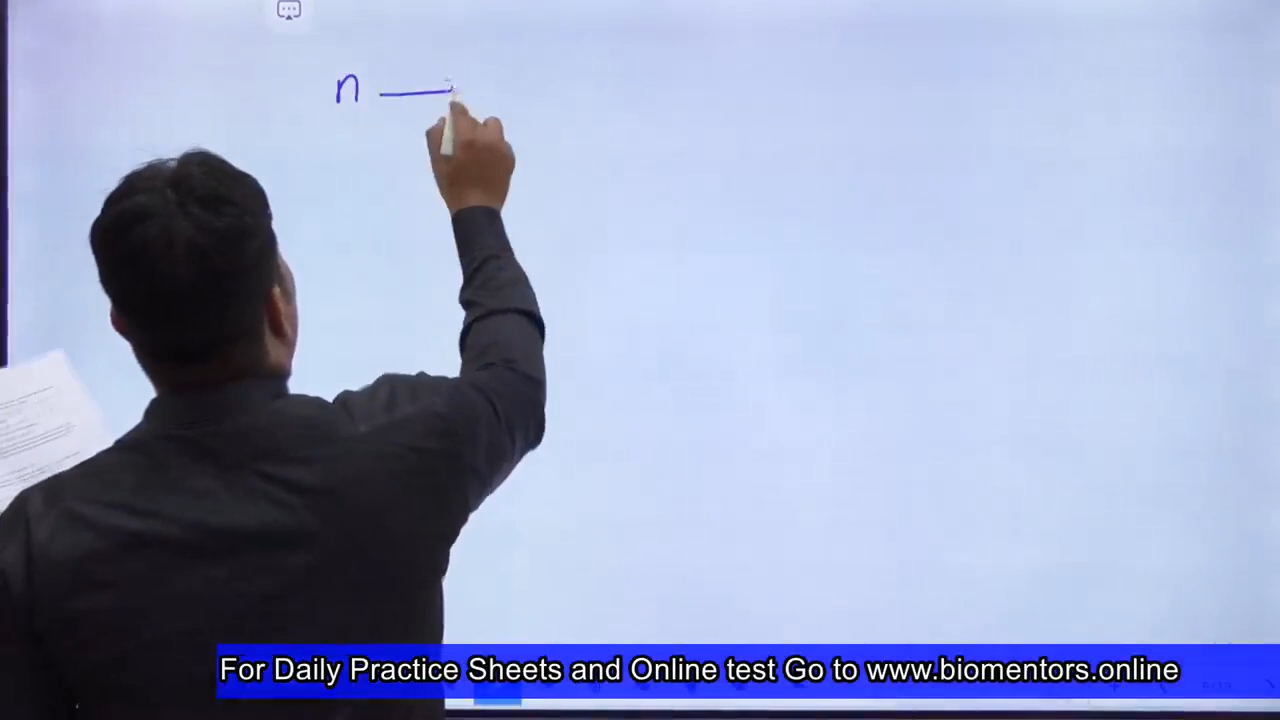 n —
For Daily Practice Sheets and Online test Go to www.biomentors.online